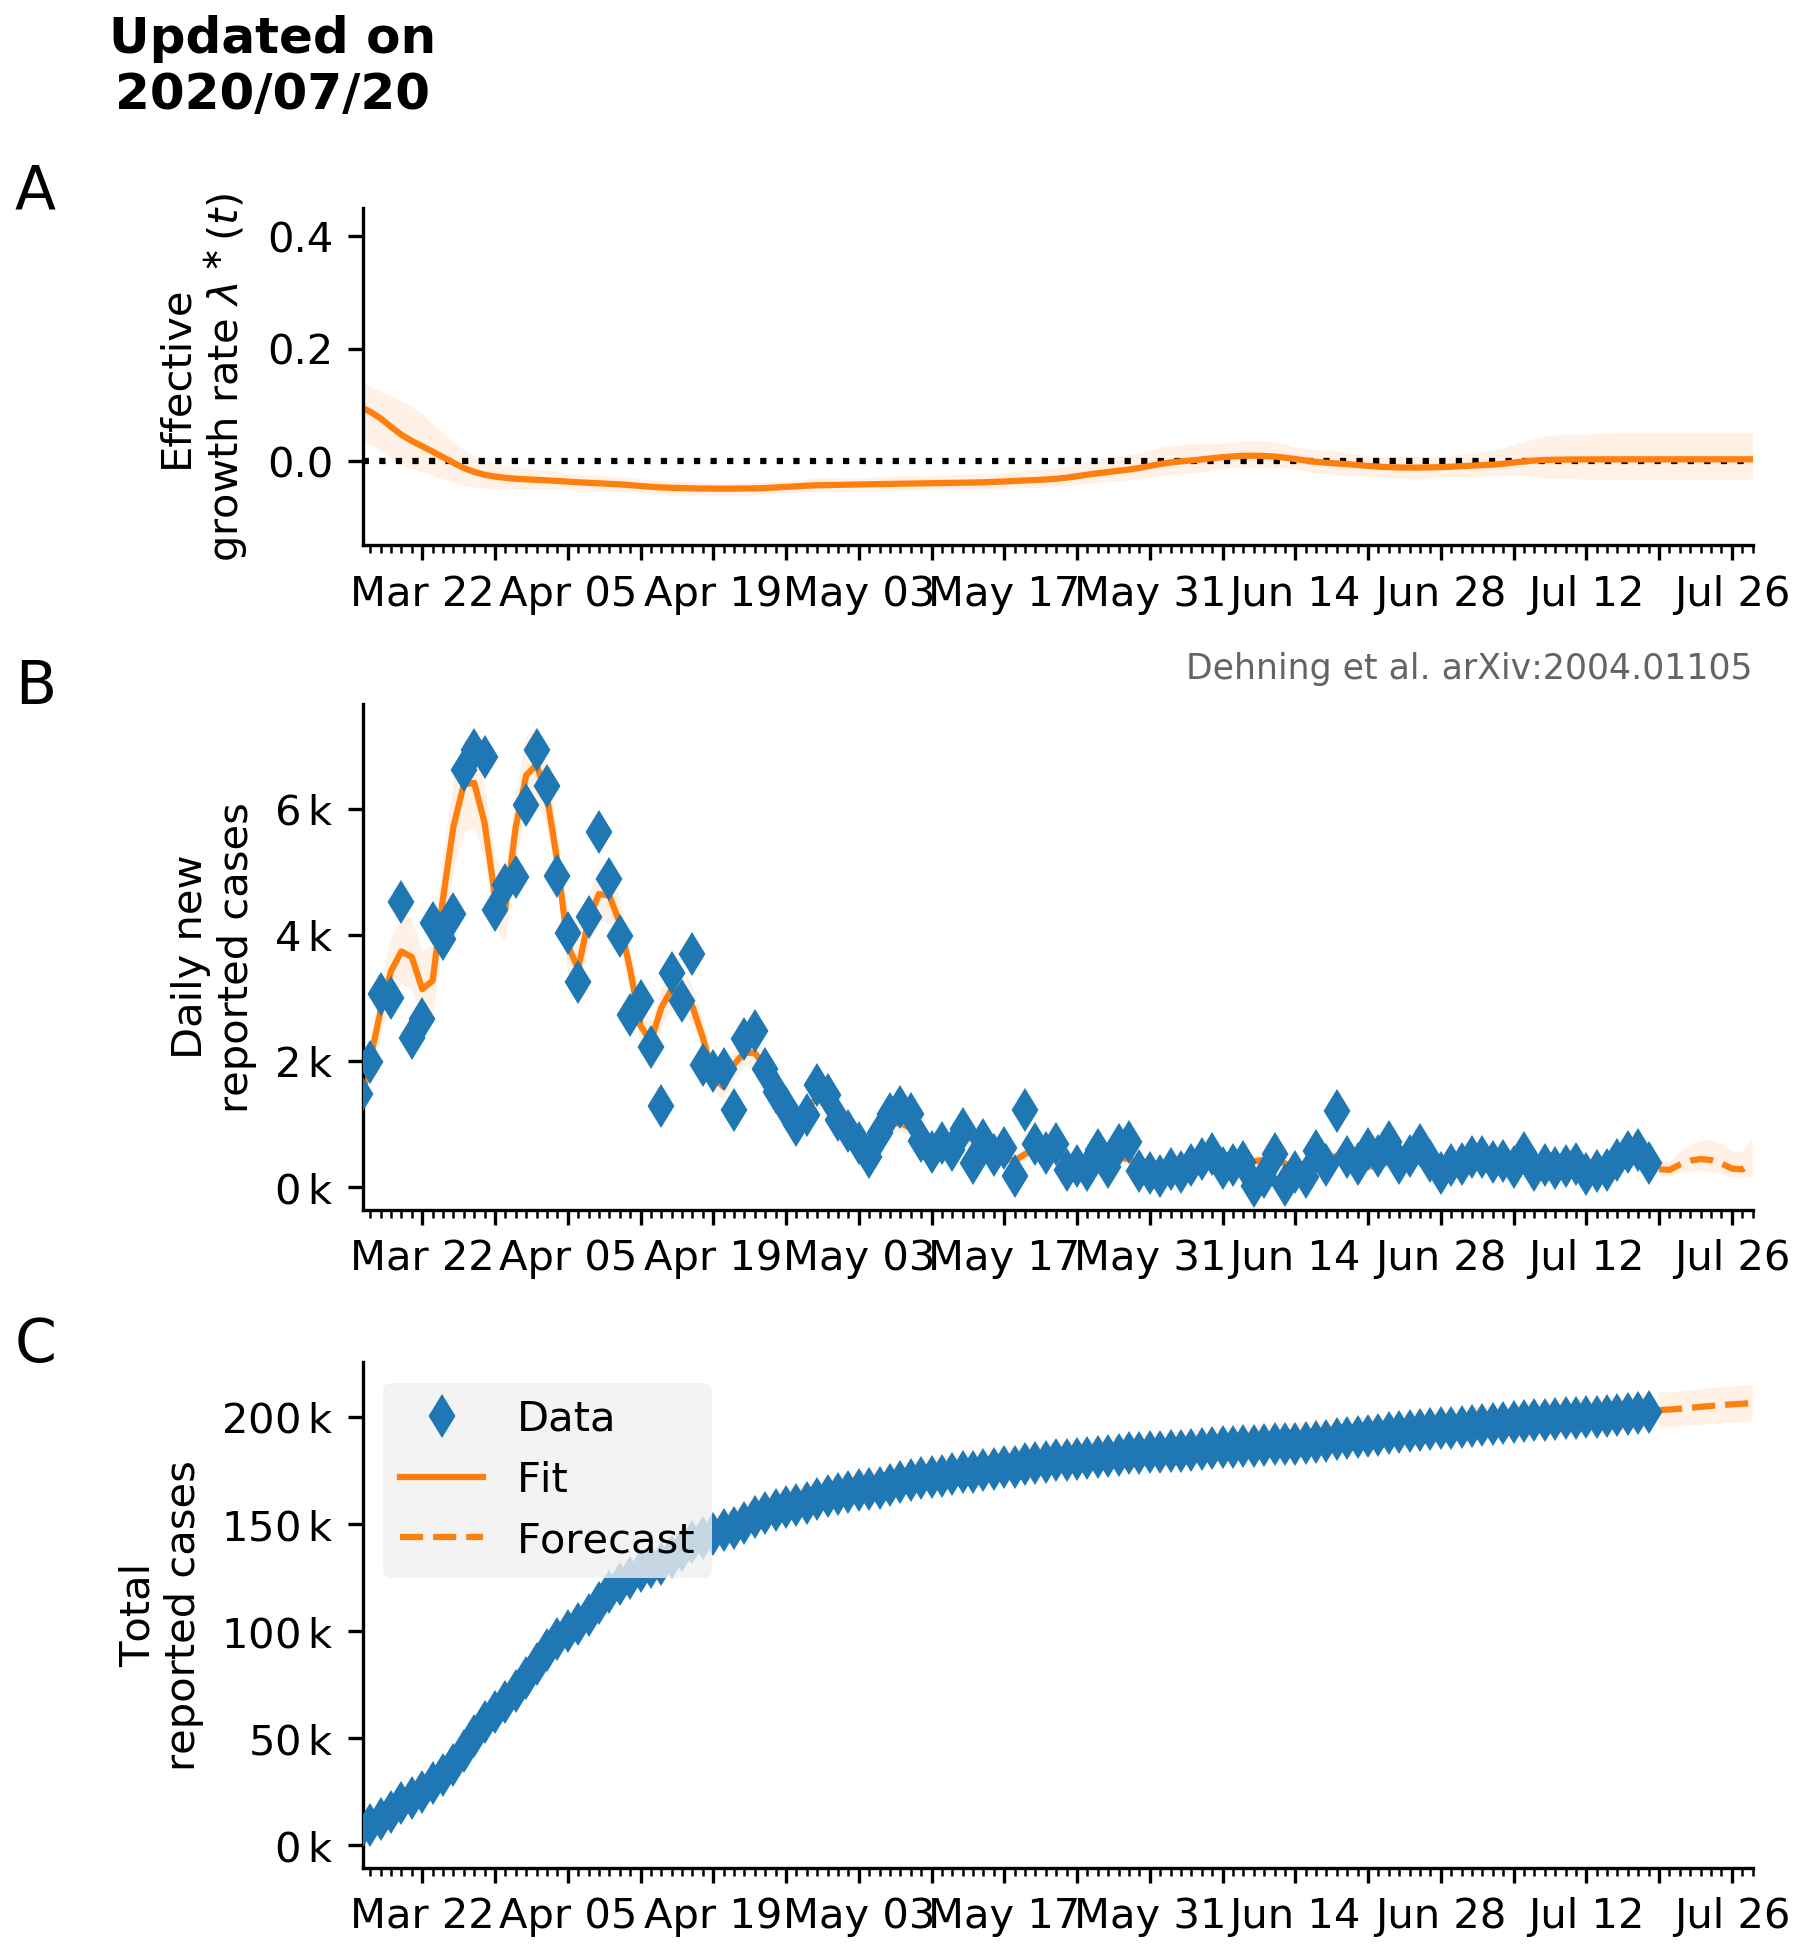 Updated on
2020/07/20
A
Effective
growth rate λ * (t)
0.4
0.2
0.0
Mar 22 Apr 05 Apr 19 May 03 May 17 May 31 Jun 14 Jun 28 Jul 12 Jul 26
B
Dehning et al. arXiv:2004.01105
Daily new
reported cases
6 k
4 k
2 k
0 k
Mar 22 Apr 05 Apr 19 May 03 May 17 May 31 Jun 14 Jun 28 Jul 12 Jul 26
C
Total
reported cases
200 k
150 k
100 k
50 k
0 k
Data
Fit
Forecast
Mar 22 Apr 05 Apr 19 May 03 May 17 May 31 Jun 14 Jun 28 Jul 12 Jul 26